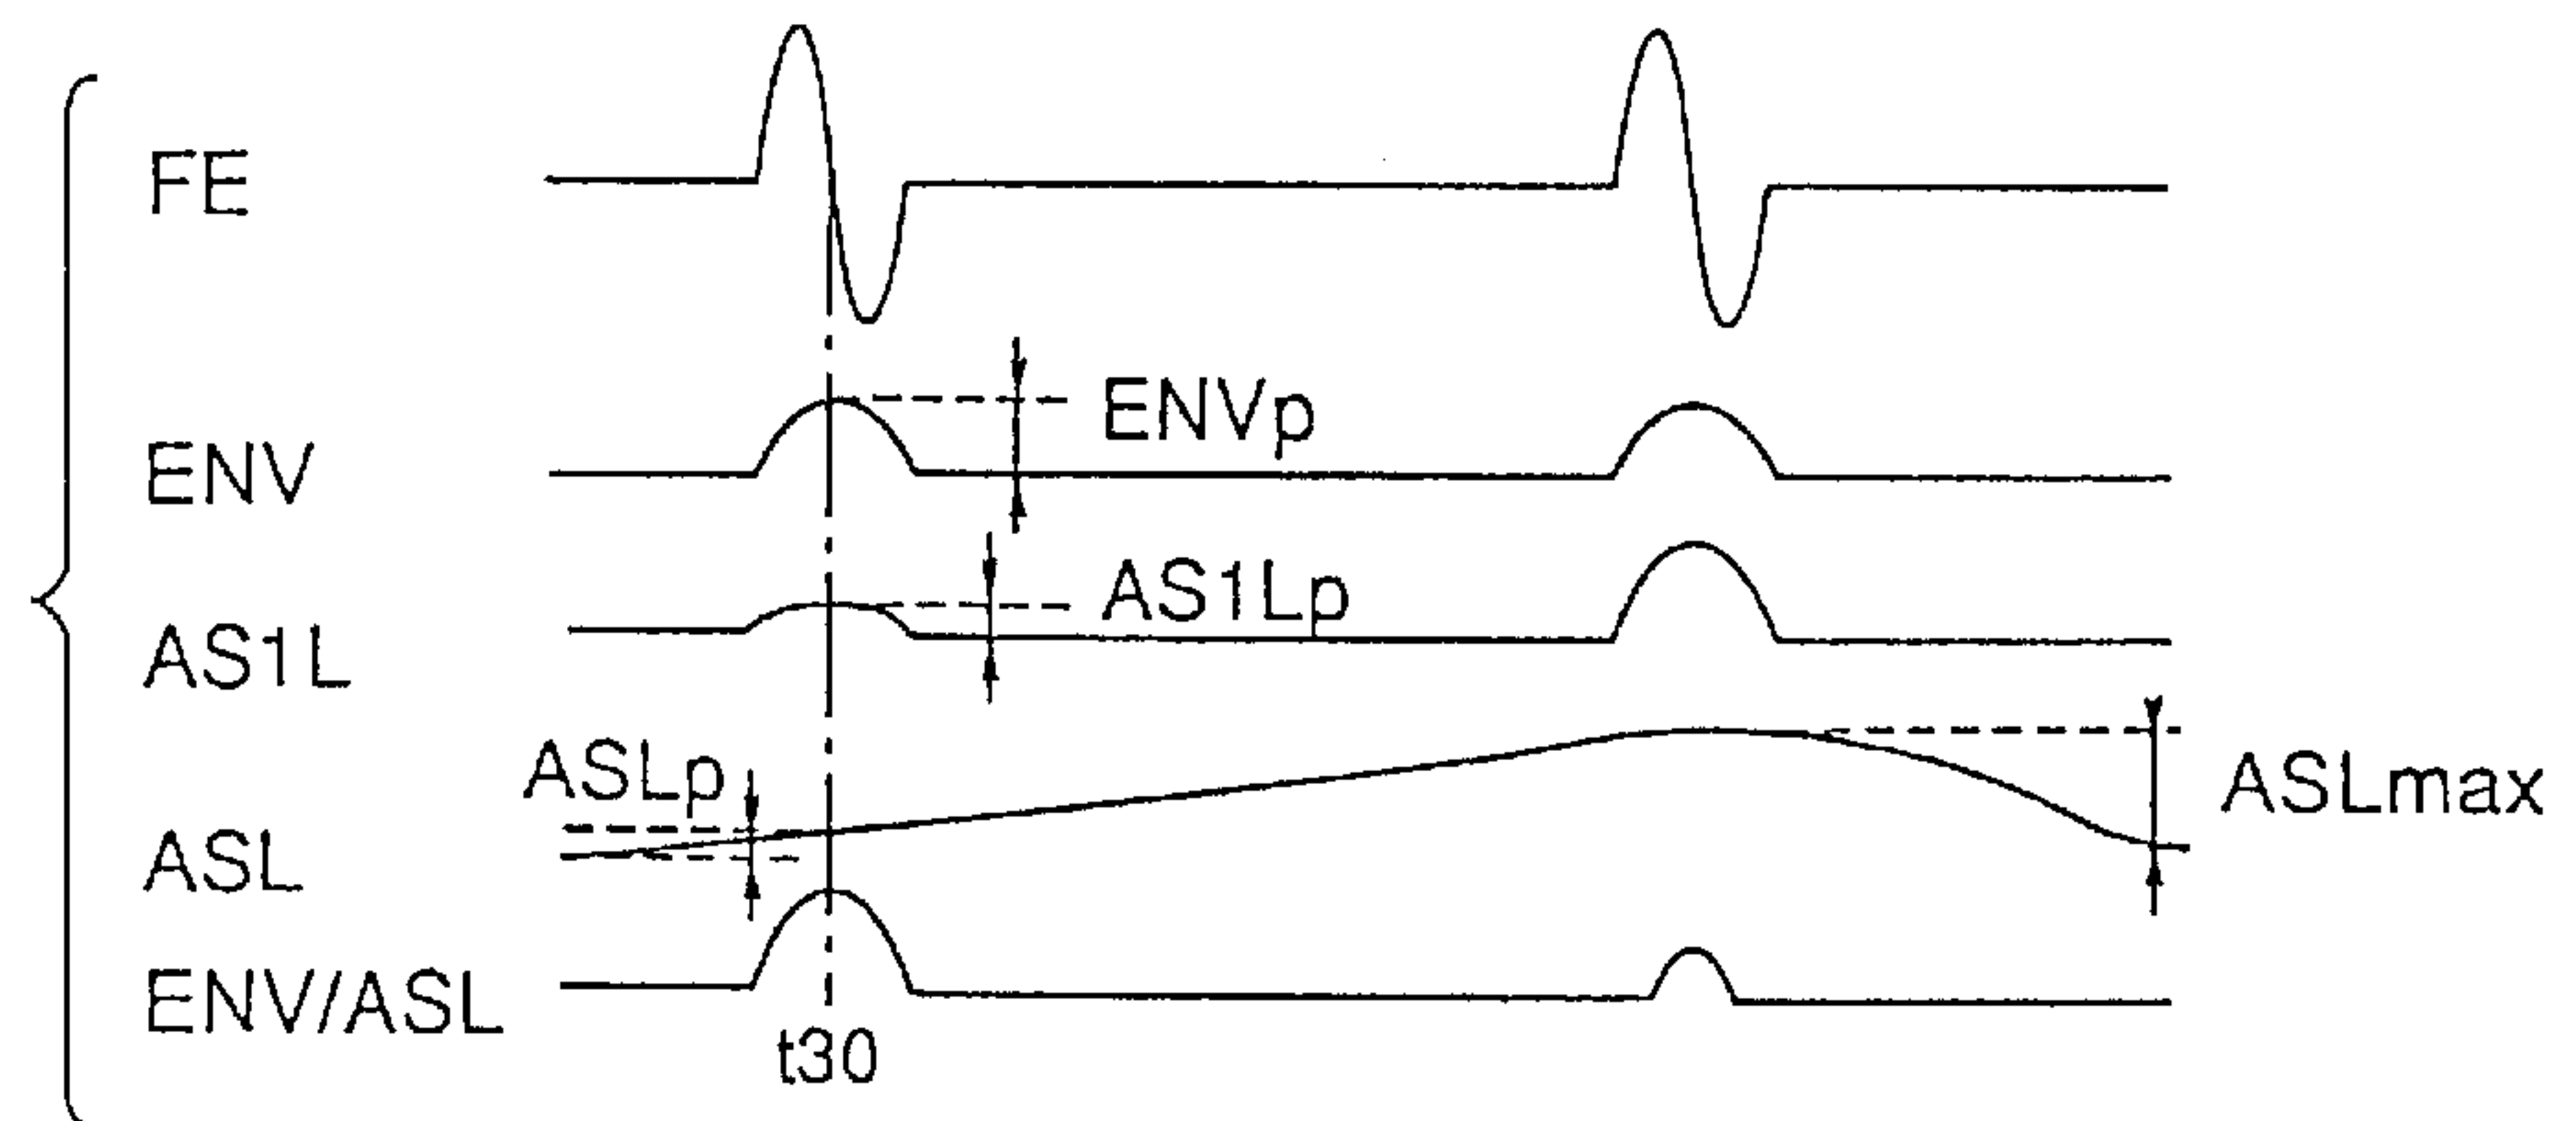 FE
ENV
ENVp
AS1L
AS1Lp
ASLp
ASL
ASLmax
ENV/ASL
t30